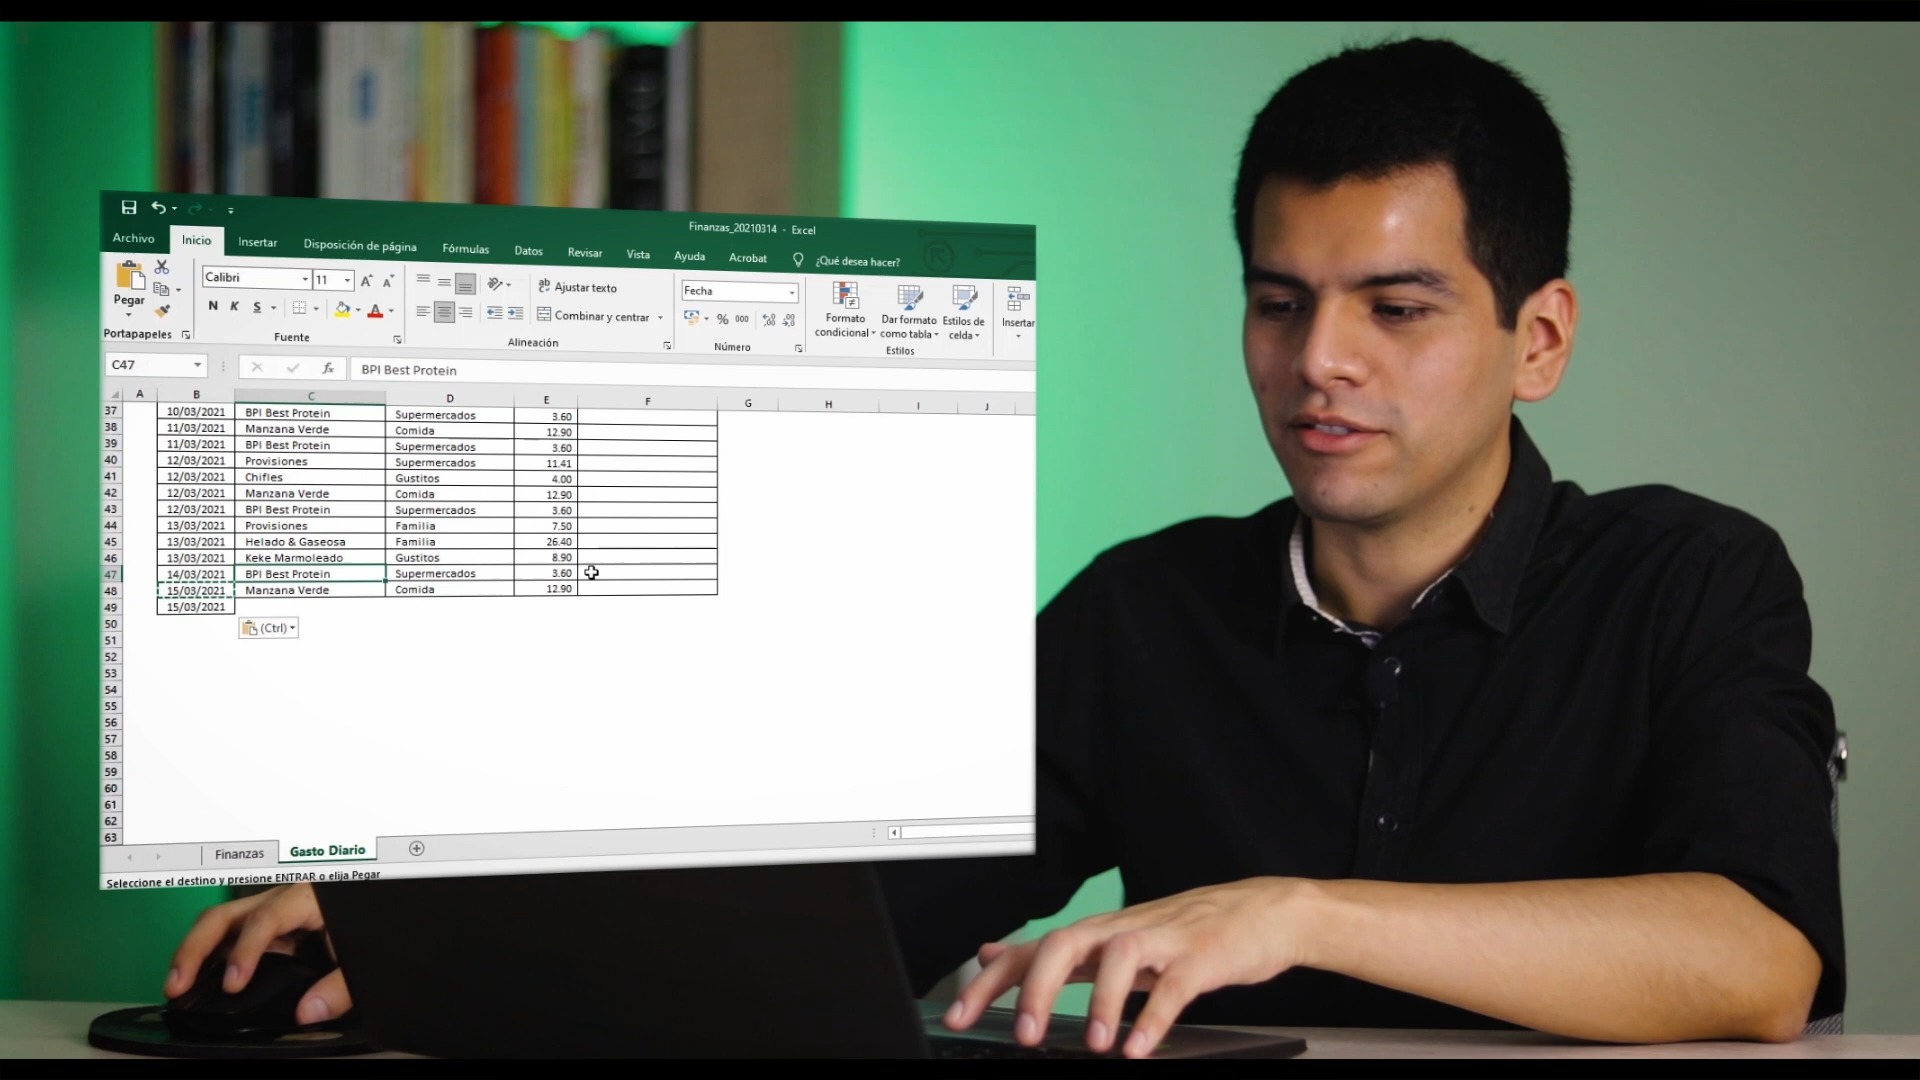 Finanzas_20210314 - Excel
Archivo Inicio Insertar Disposición de página Fórmulas Datos Revisar Vista Ayuda Acrobat ¿Qué desea hacer?
Pegar
Portapapeles
Calibri 11
N K S
Fuente
Ajustar texto
Combinar y centrar
Alineación
Fecha
% 000
Número
Formato condicional
Dar formato como tabla
Estilos de celda
Estilos
Insertar
C47 fx BPI Best Protein
A B C D E F G H I J
37 10/03/2021 BPI Best Protein Supermercados 3.60
38 11/03/2021 Manzana Verde Comida 12.90
39 11/03/2021 BPI Best Protein Supermercados 3.60
40 12/03/2021 Provisiones Supermercados 11.41
41 12/03/2021 Chifles Gustitos 4.00
42 12/03/2021 Manzana Verde Comida 12.90
43 12/03/2021 BPI Best Protein Supermercados 3.60
44 13/03/2021 Provisiones Familia 7.50
45 13/03/2021 Helado & Gaseosa Familia 26.40
46 13/03/2021 Keke Marmoleado Gustitos 8.90
47 14/03/2021 BPI Best Protein Supermercados 3.60
48 15/03/2021 Manzana Verde Comida 12.90
49 15/03/2021
50 (Ctrl)
51
52
53
54
55
56
57
58
59
60
61
62
63
Finanzas Gasto Diario
Seleccione el destino y presione ENTRAR o elija Pegar